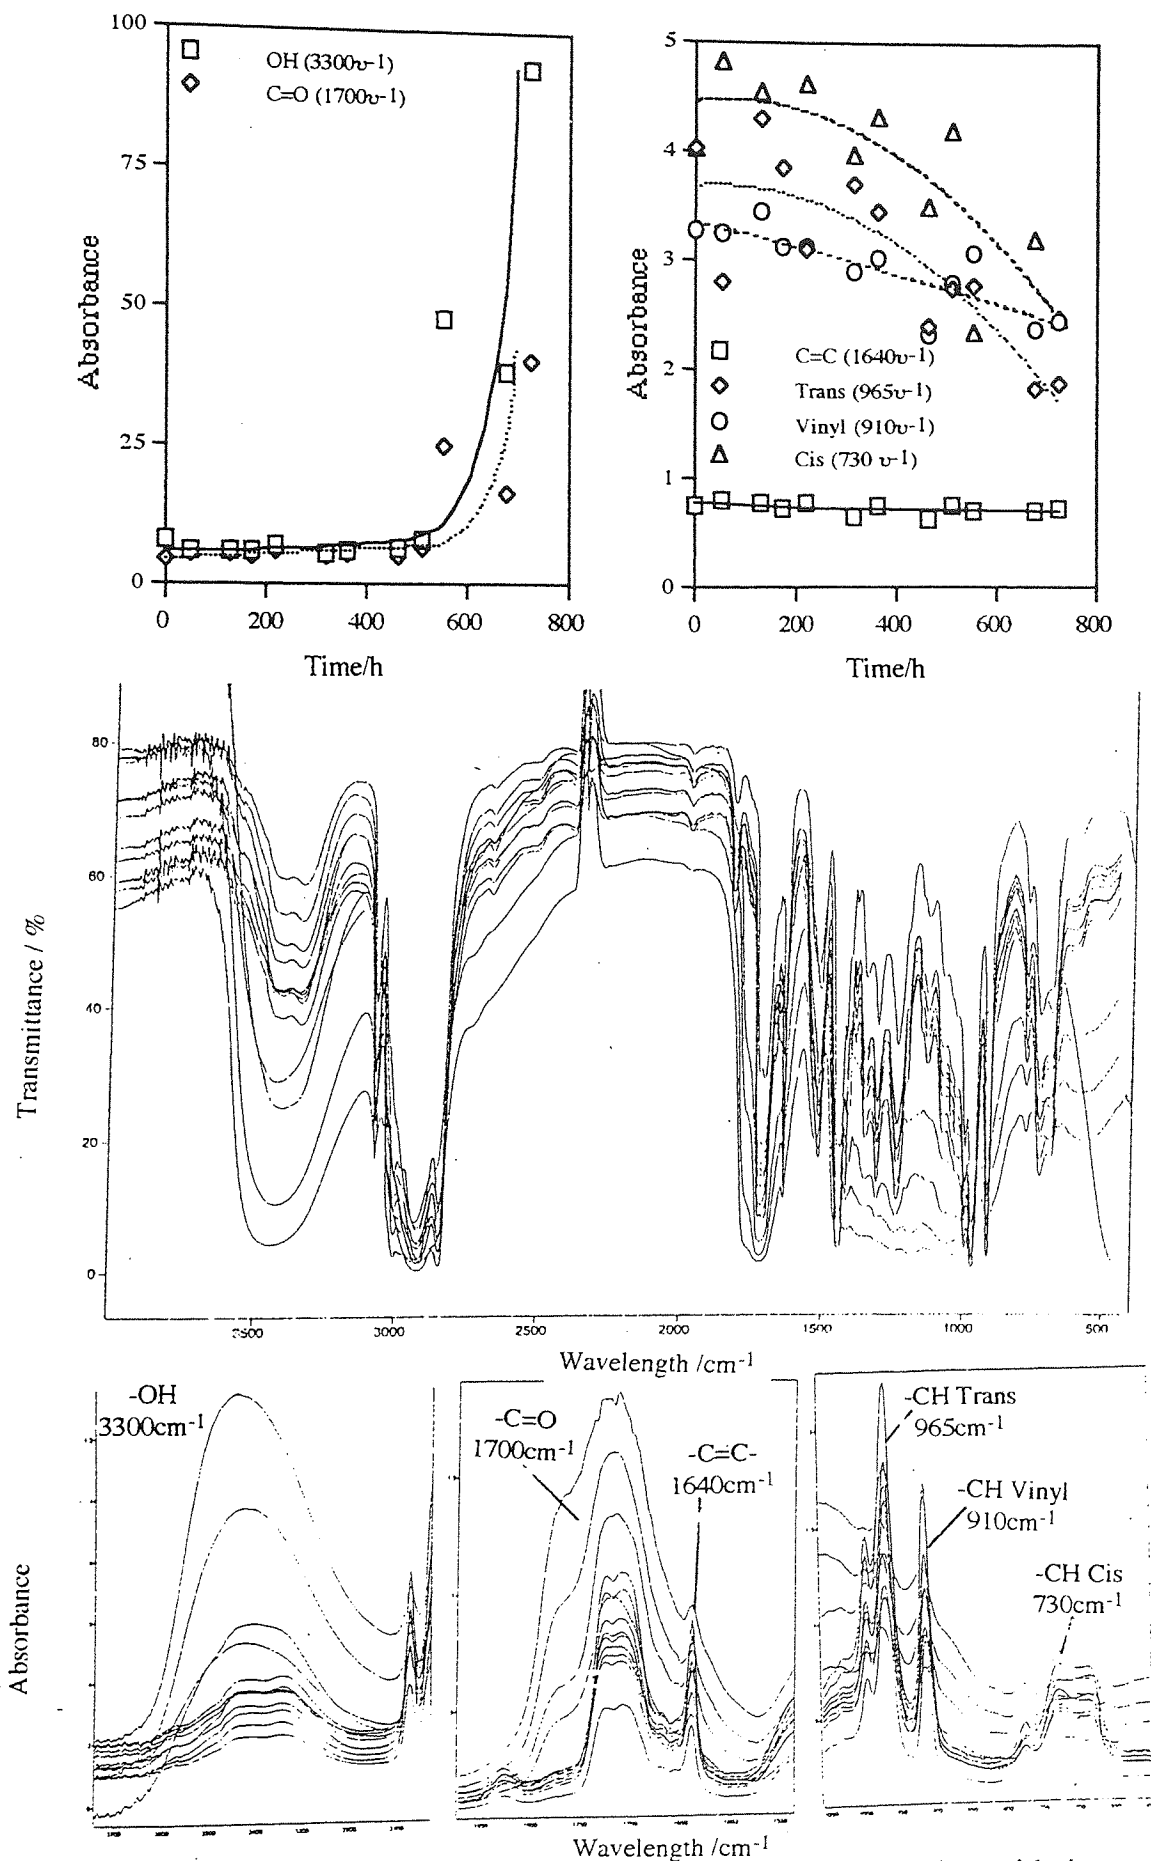 100
75
50
25
0
0 200 400 600 800
Absorbance
Time/h
OH (3300υ-1)
C=O (1700υ-1)
5
4
3
2
1
0
0 200 400 600 800
Absorbance
Time/h
C=C (1640υ-1)
Trans (965υ-1)
Vinyl (910υ-1)
Cis (730 υ-1)
80
60
40
20
0
Transmittance / %
3500 3000 2500 2000 1500 1000 500
Wavelength /cm-1
-OH
3300cm-1
-C=O
1700cm-1
-C=C-
1640cm-1
-CH Trans
965cm-1
-CH Vinyl
910cm-1
-CH Cis
730cm-1
Absorbance
Wavelength /cm-1